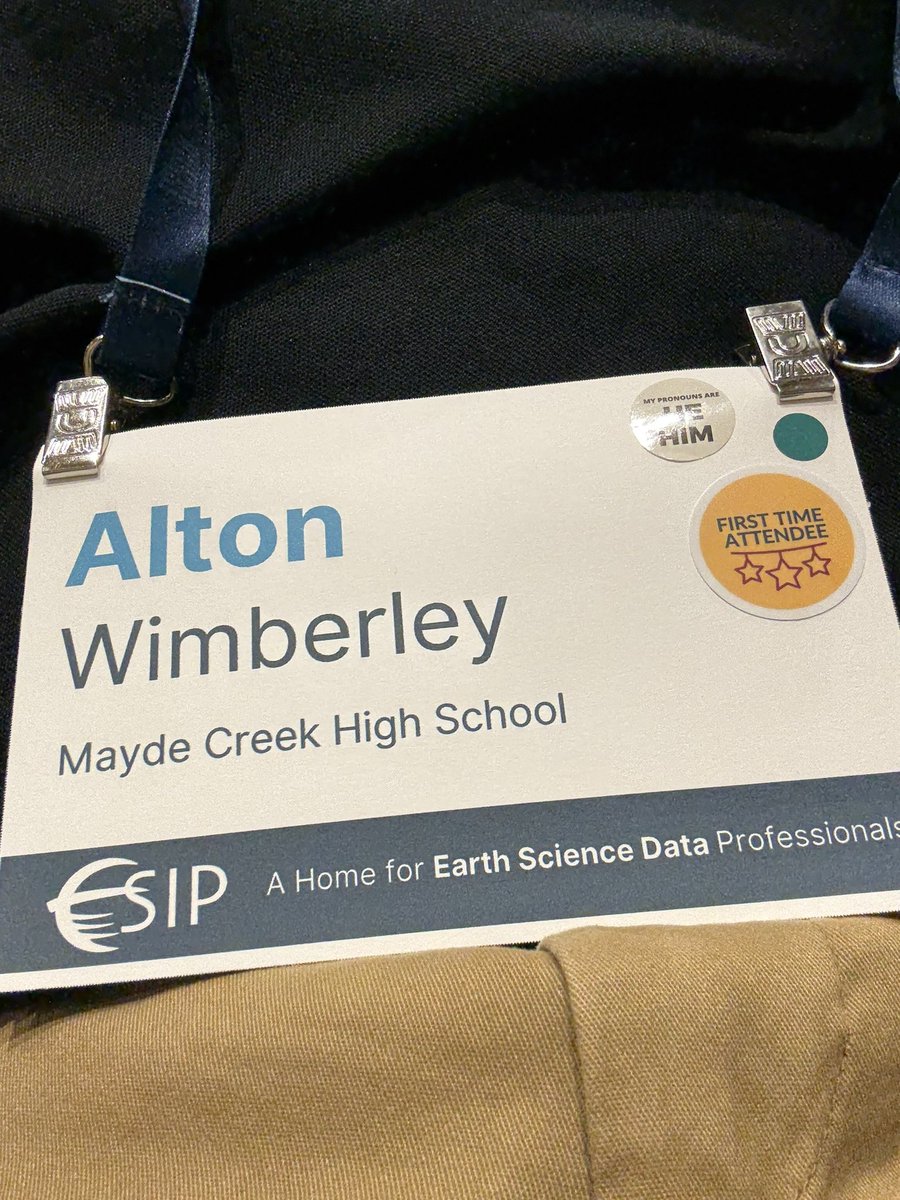 MY PRONOUNS ARE
HE
HIM
FIRST TIME
ATTENDEE
Alton
Wimberley
Mayde Creek High School
ESIP
A Home for Earth Science Data Professionals